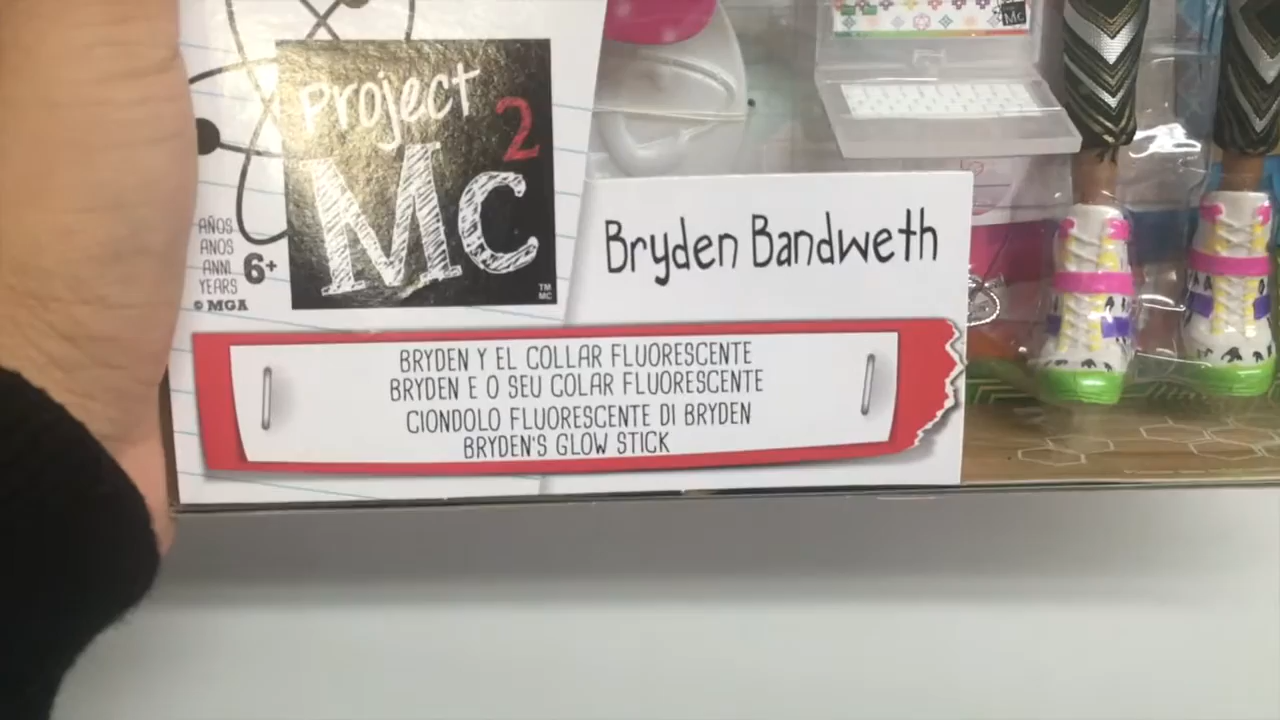 Project
Mc 2
TM
MC
AÑOS
ANOS
ANNI
YEARS
6+
© MGA
Bryden Bandweth
BRYDEN Y EL COLLAR FLUORESCENTE
BRYDEN E O SEU COLAR FLUORESCENTE
CIONDOLO FLUORESCENTE DI BRYDEN
BRYDEN'S GLOW STICK
Mc